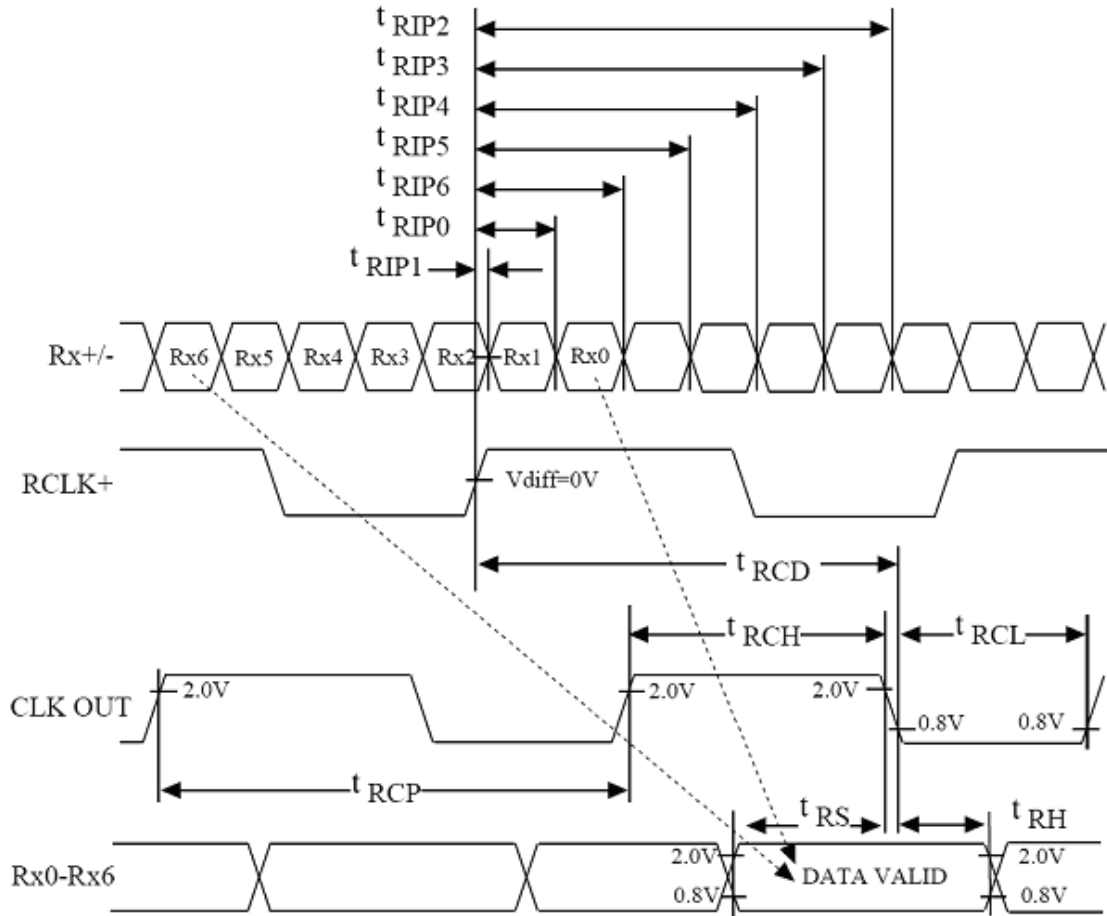 t RIP2
t RIP3
t RIP4
t RIP5
t RIP6
t RIP0
t RIP1
Rx+/- Rx6 Rx5 Rx4 Rx3 Rx2 Rx1 Rx0
RCLK+ Vdiff=0V
t RCD
t RCH t RCL
CLK OUT 2.0V 2.0V 2.0V 0.8V 0.8V
t RCP
t RS t RH
Rx0-Rx6 2.0V DATA VALID 2.0V
0.8V 0.8V